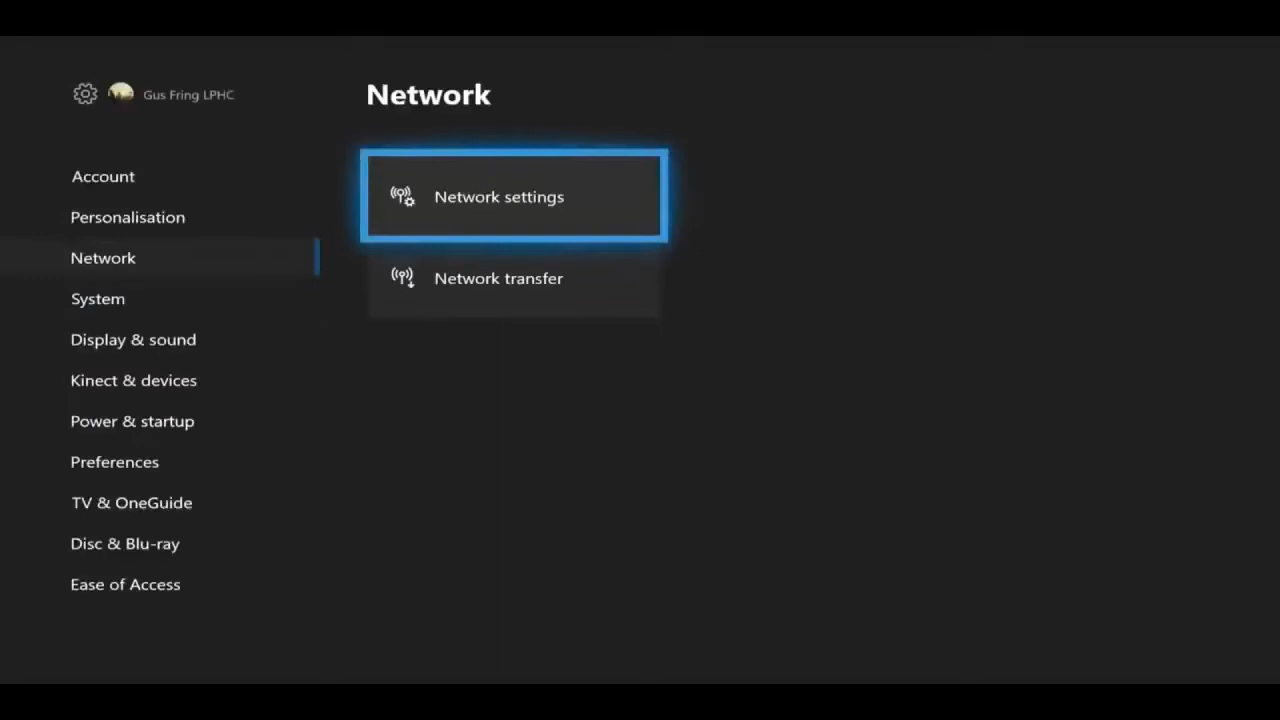 Gus Fring LPHC
Network
Account
Personalisation
Network
System
Display & sound
Kinect & devices
Power & startup
Preferences
TV & OneGuide
Disc & Blu-ray
Ease of Access
Network settings
Network transfer